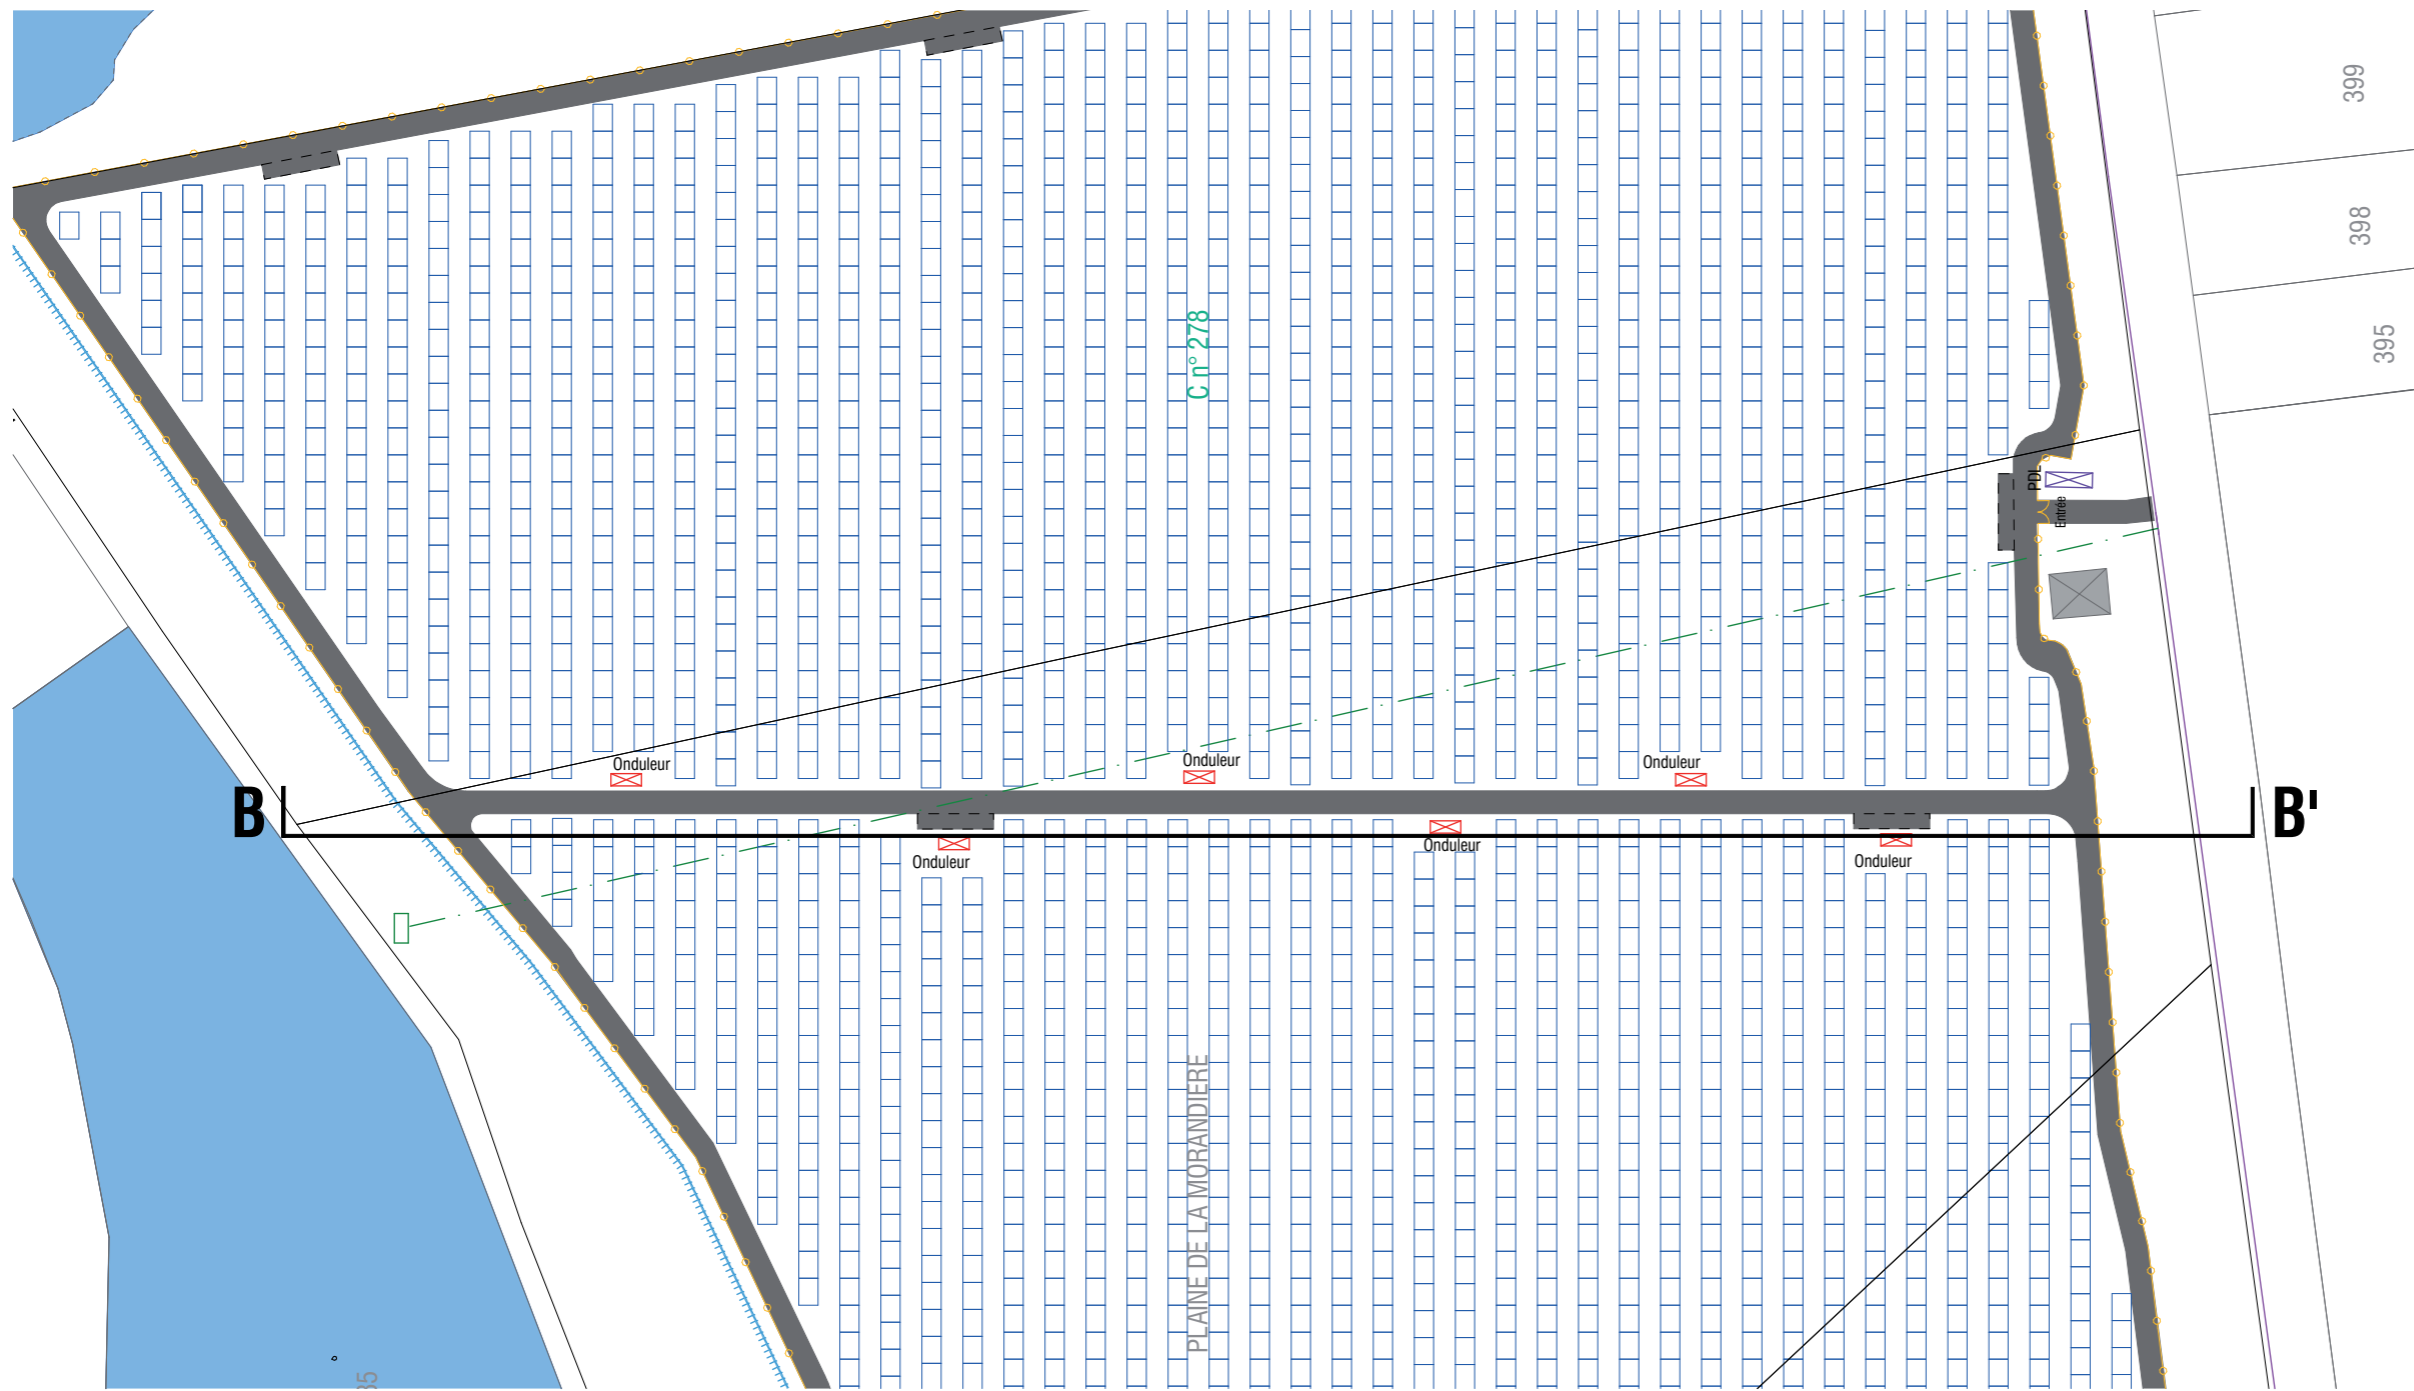 399
398
395
C n° 278
PDL
Entrée
Onduleur
Onduleur
Onduleur
B
B'
Onduleur
Onduleur
Onduleur
PLAINE DE LA MORANDIERE